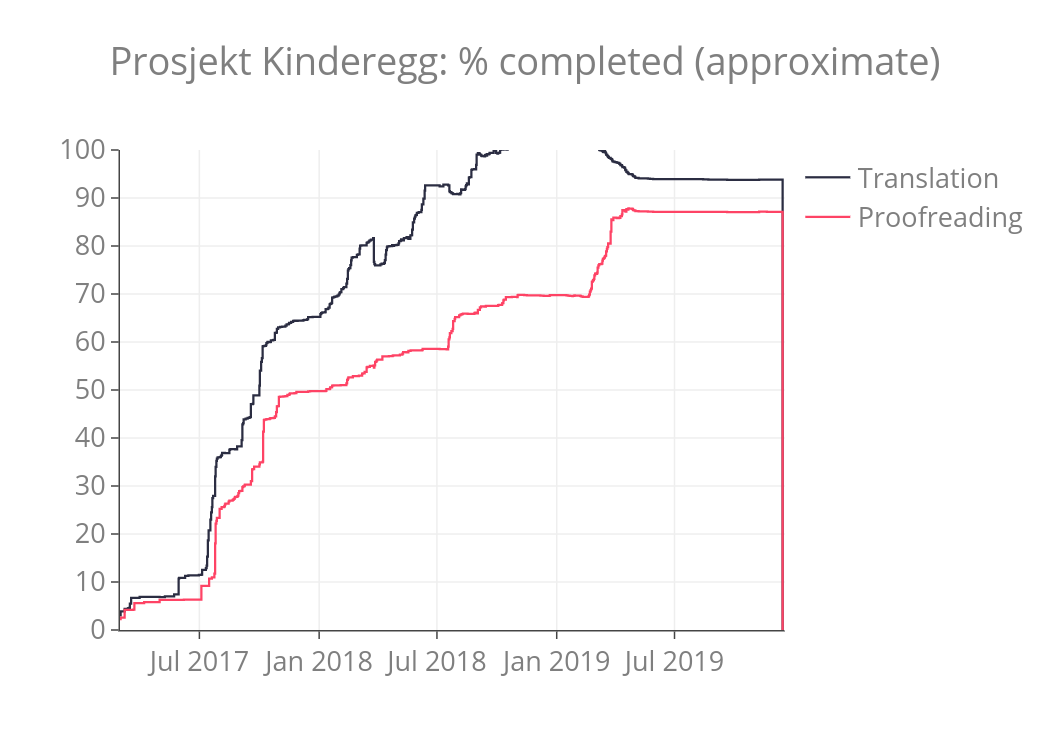 Prosjekt Kinderegg: % completed (approximate)
100
90
80
70
60
50
40
30
20
10
0
Jul 2017 Jan 2018 Jul 2018 Jan 2019 Jul 2019
Translation
Proofreading